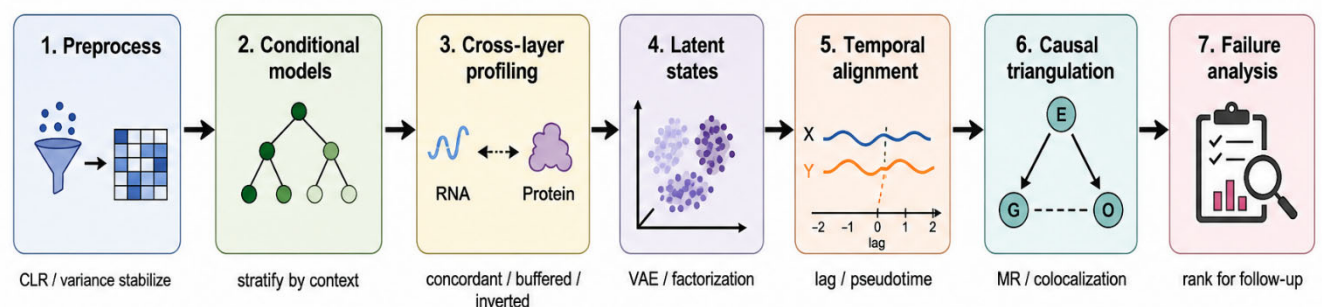 1. Preprocess
CLR / variance stabilize
2. Conditional
models
stratify by context
3. Cross-layer
profiling
RNA
Protein
concordant / buffered /
inverted
4. Latent
states
VAE / factorization
5. Temporal
alignment
X
Y
0
−2 −1 0 1 2
lag
lag / pseudotime
6. Causal
triangulation
E
G
O
MR / colocalization
7. Failure
analysis
rank for follow-up